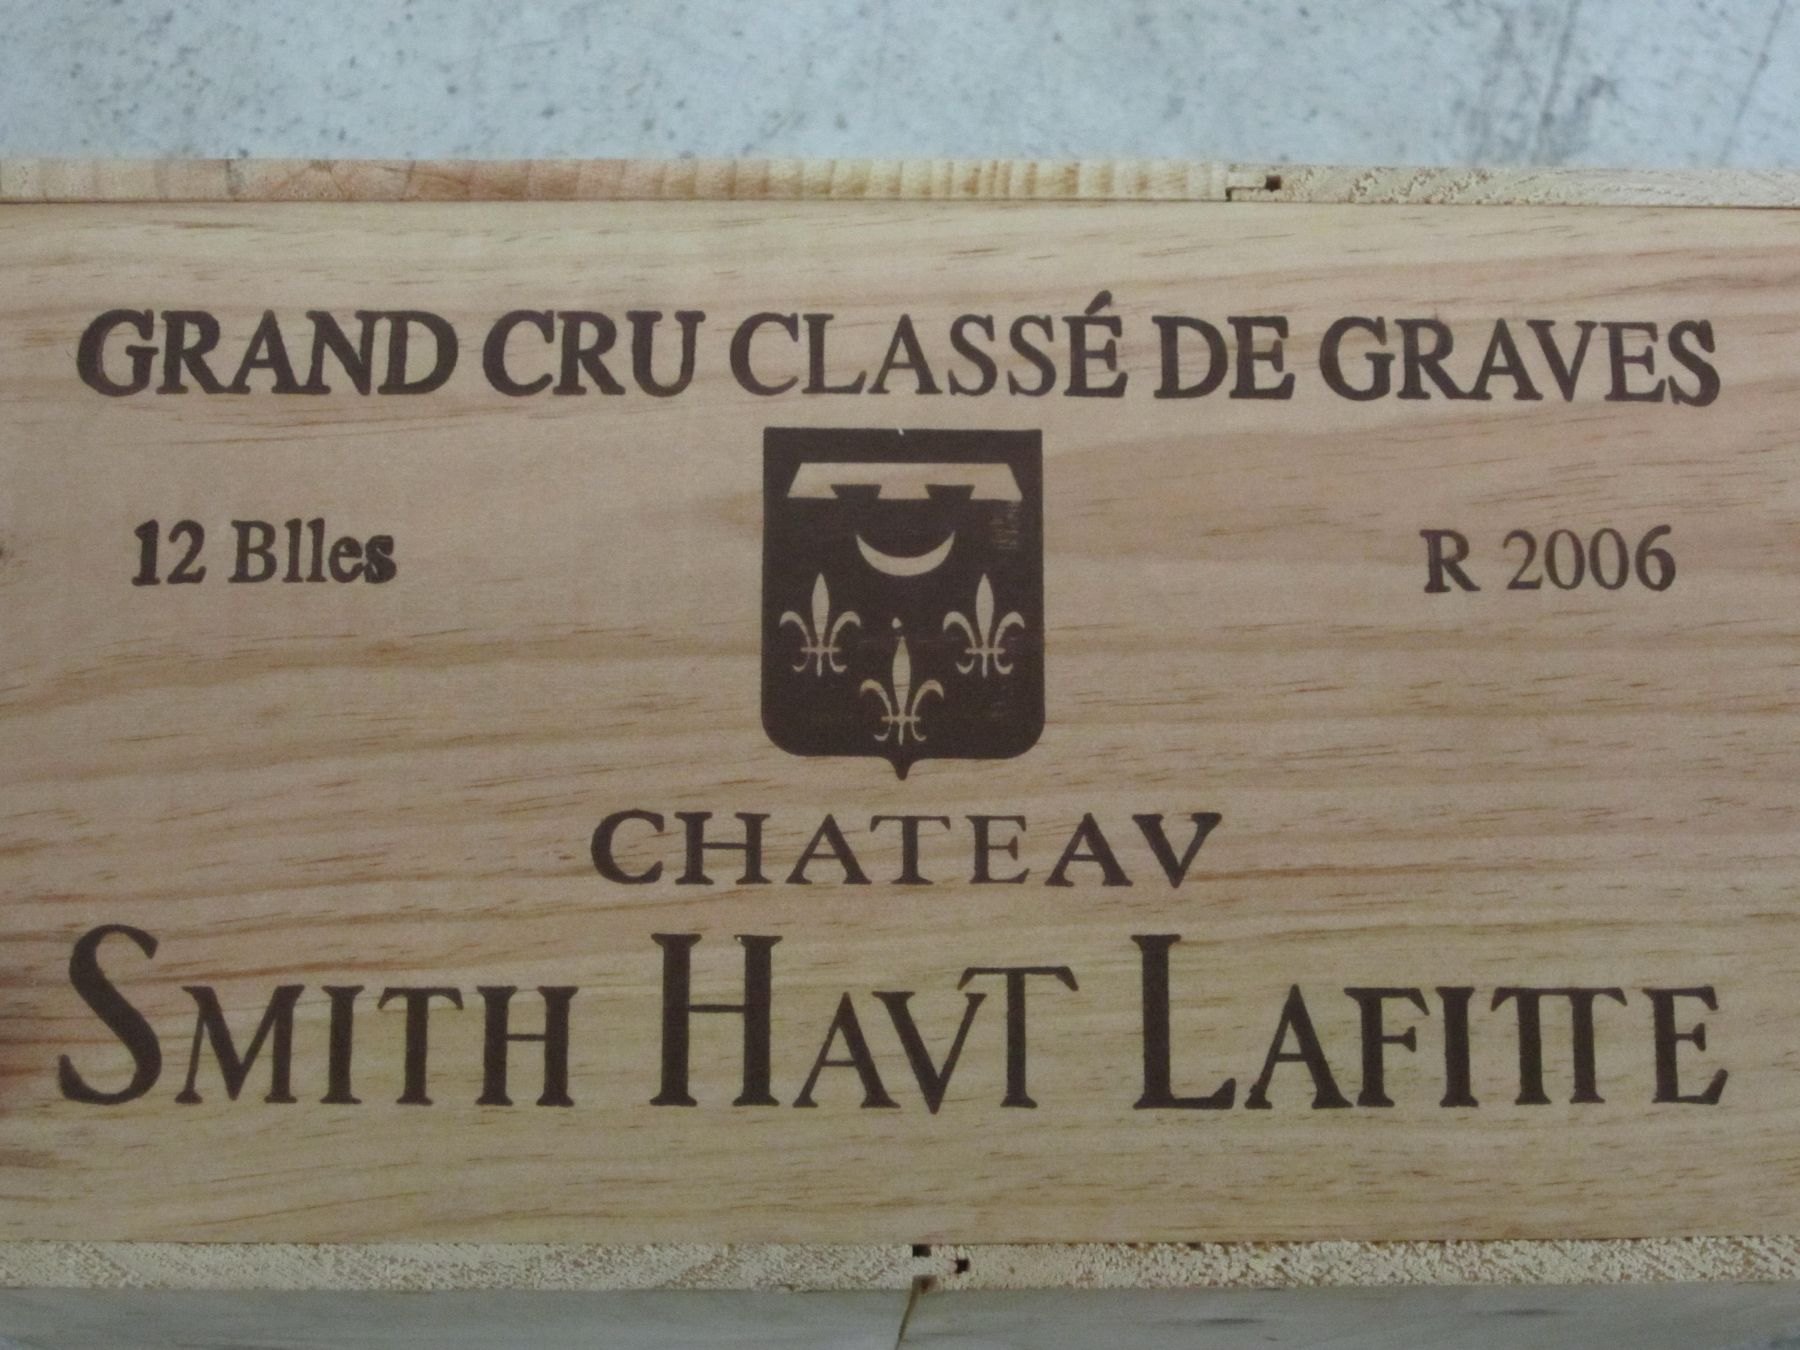 GRAND CRU CLASSÉ DE GRAVES
12 Blles
R 2006
CHATEAV
SMITH HAVT LAFITTE